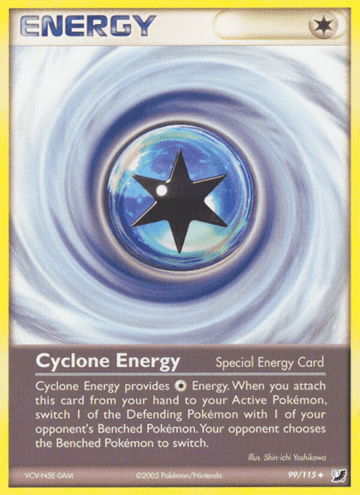 ENERGY
Cyclone Energy Special Energy Card
Cyclone Energy provides Energy. When you attach
this card from your hand to your Active Pokémon,
switch 1 of the Defending Pokémon with 1 of your
opponent's Benched Pokémon. Your opponent chooses
the Benched Pokémon to switch.
Illus. Shin-ichi Yoshikawa
VCV-N5E-0AM ©2005 Pokémon/Nintendo 99/115